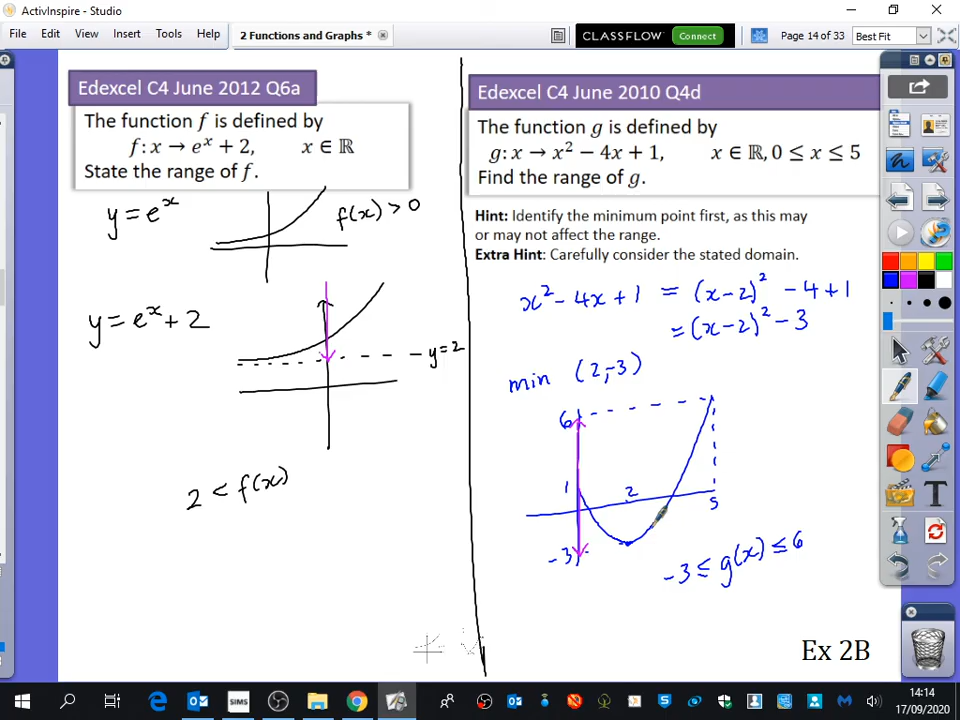 ActivInspire - Studio
File Edit View Insert Tools Help
2 Functions and Graphs *
CLASSFLOW™ Connect
Page 14 of 33
Best Fit
Edexcel C4 June 2012 Q6a
The function f is defined by
f: x → eˣ + 2, x ∈ ℝ
State the range of f.
y = eˣ
f(x) > 0
y = eˣ + 2
y = 2
2 < f(x)
Edexcel C4 June 2010 Q4d
The function g is defined by
g: x → x² − 4x + 1, x ∈ ℝ, 0 ≤ x ≤ 5
Find the range of g.
Hint: Identify the minimum point first, as this may
or may not affect the range.
Extra Hint: Carefully consider the stated domain.
x² − 4x + 1 = (x−2)² − 4 + 1
= (x−2)² − 3
min (2,−3)
6
1
2
5
−3
−3 ≤ g(x) ≤ 6
Ex 2B
T
SIMS
14:14
17/09/2020